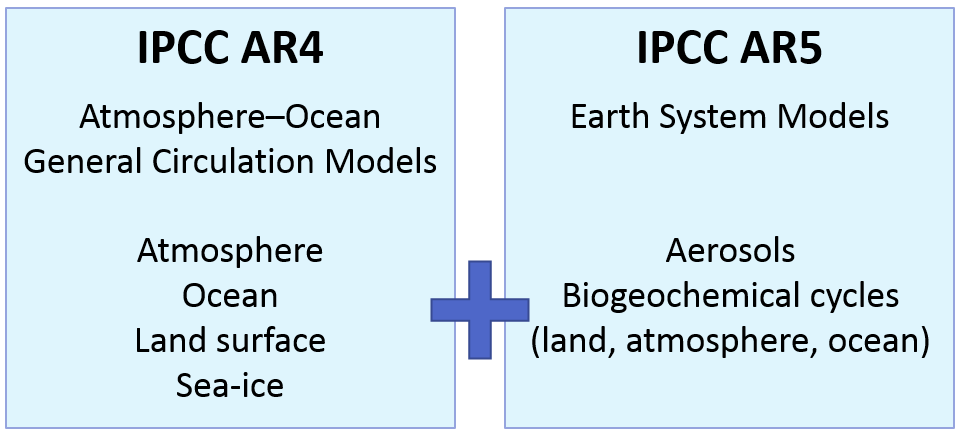 IPCC AR4
Atmosphere–Ocean
General Circulation Models
Atmosphere
Ocean
Land surface
Sea-ice
IPCC AR5
Earth System Models
Aerosols
Biogeochemical cycles
(land, atmosphere, ocean)